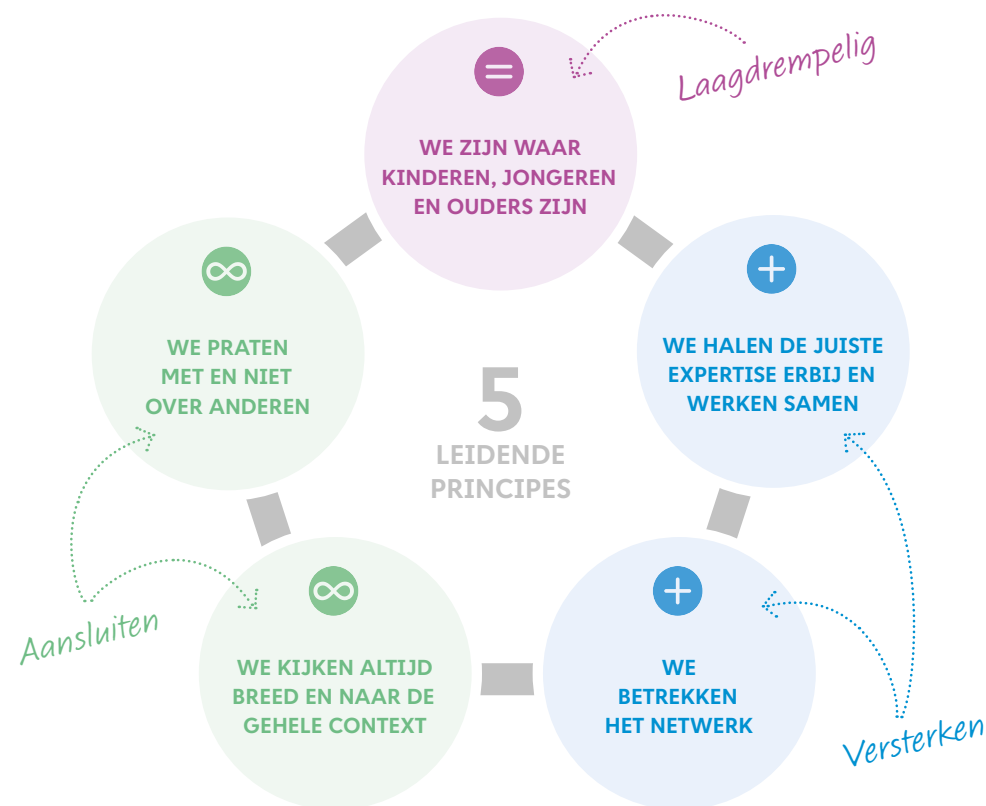 Laagdrempelig
=
WE ZIJN WAAR
KINDEREN, JONGEREN
EN OUDERS ZIJN
∞
WE PRATEN
MET EN NIET
OVER ANDEREN
+
WE HALEN DE JUISTE
EXPERTISE ERBIJ EN
WERKEN SAMEN
5
LEIDENDE
PRINCIPES
Aansluiten
∞
WE KIJKEN ALTIJD
BREED EN NAAR DE
GEHELE CONTEXT
+
WE
BETREKKEN
HET NETWERK
Versterken